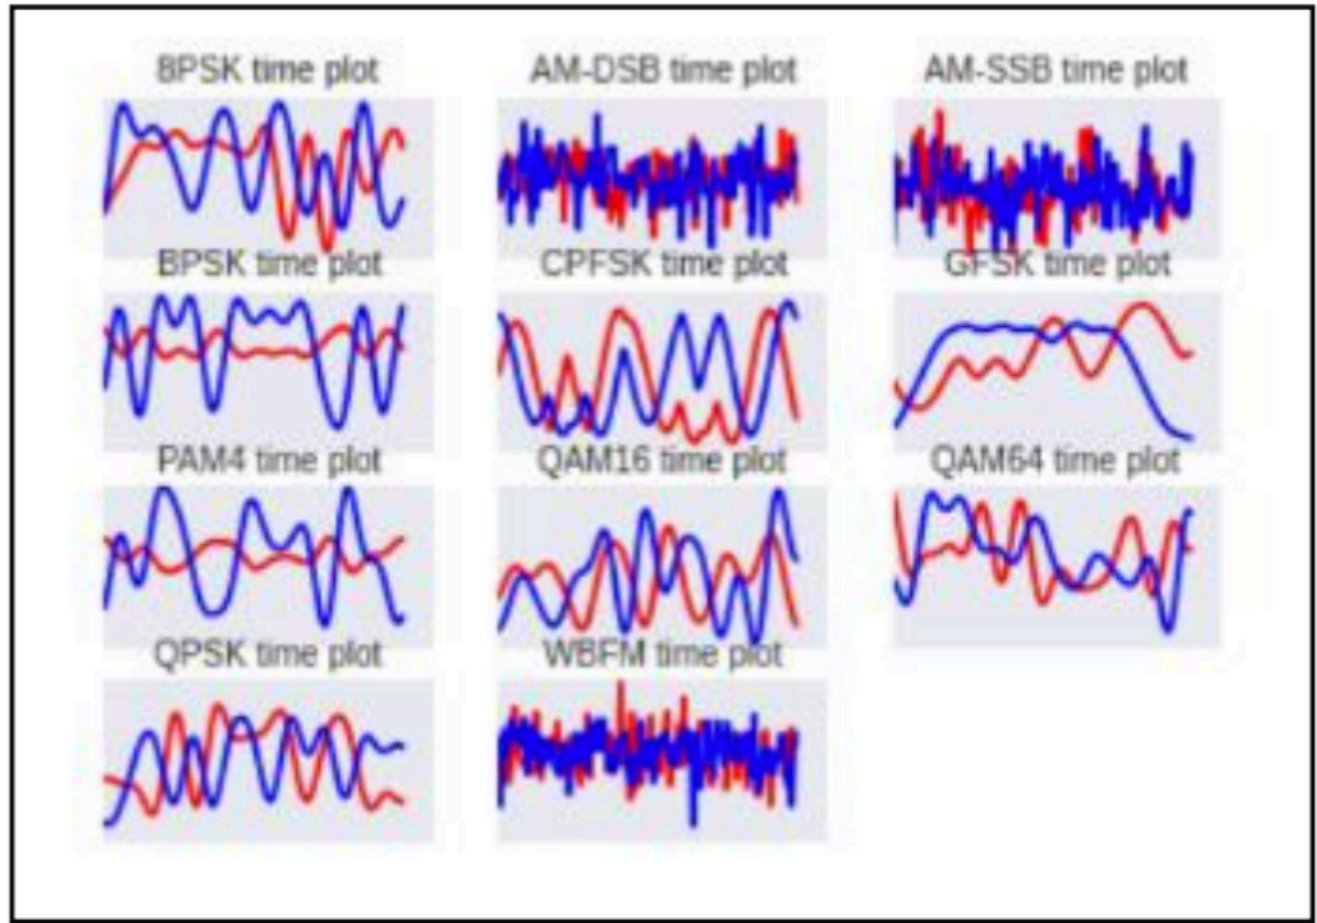 8PSK time plot
AM-DSB time plot
AM-SSB time plot
BPSK time plot
CPFSK time plot
GFSK time plot
PAM4 time plot
QAM16 time plot
QAM64 time plot
QPSK time plot
WBFM time plot